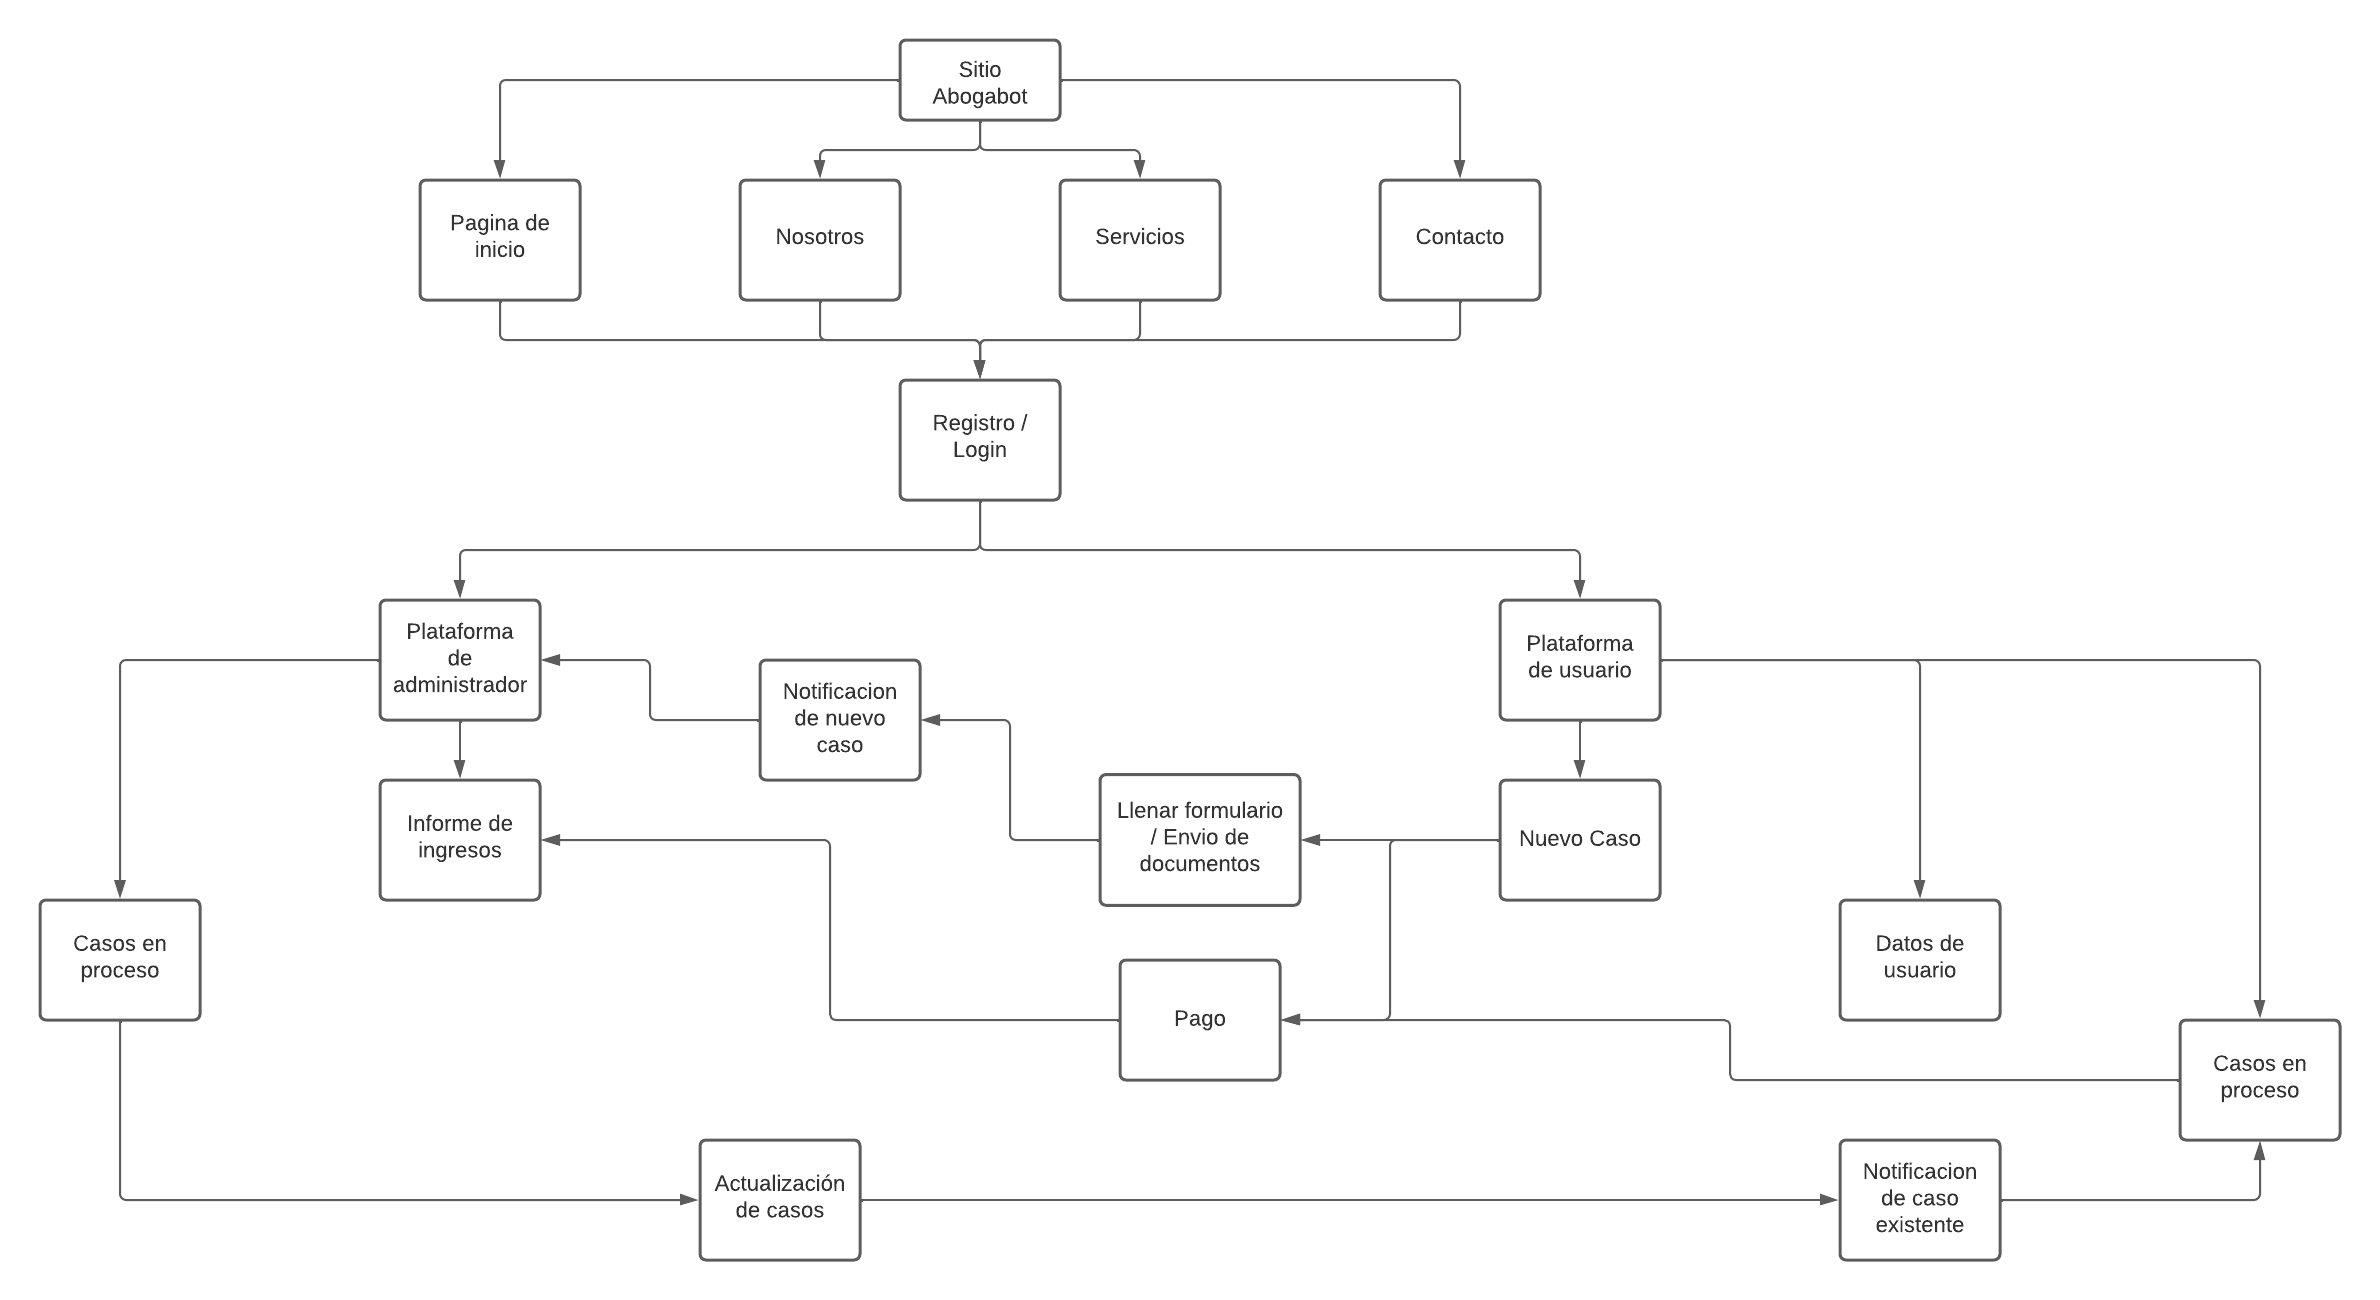 Sitio
Abogabot
Pagina de
inicio
Nosotros
Servicios
Contacto
Registro /
Login
Plataforma
de
administrador
Plataforma
de usuario
Notificacion
de nuevo
caso
Informe de
ingresos
Llenar formulario
/ Envio de
documentos
Nuevo Caso
Casos en
proceso
Datos de
usuario
Pago
Casos en
proceso
Actualización
de casos
Notificacion
de caso
existente